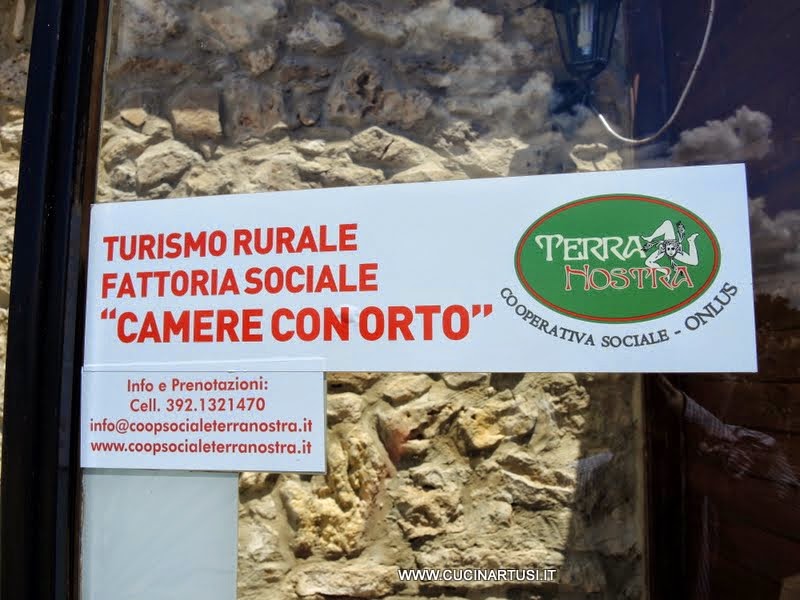 TURISMO RURALE
FATTORIA SOCIALE
“CAMERE CON ORTO”
TERRA
NOSTRA
COOPERATIVA SOCIALE - ONLUS
Info e Prenotazioni:
Cell. 392.1321470
info@coopsocialeterranostra.it
www.coopsocialeterranostra.it
WWW.CUCINARTUSI.IT